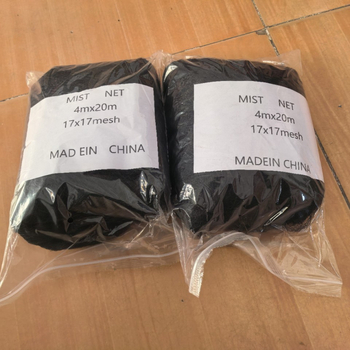 MIST NET
4mx20m
17x17mesh
MAD EIN CHINA
MIST NET
4mx20m
17x17mesh
MADEIN CHINA